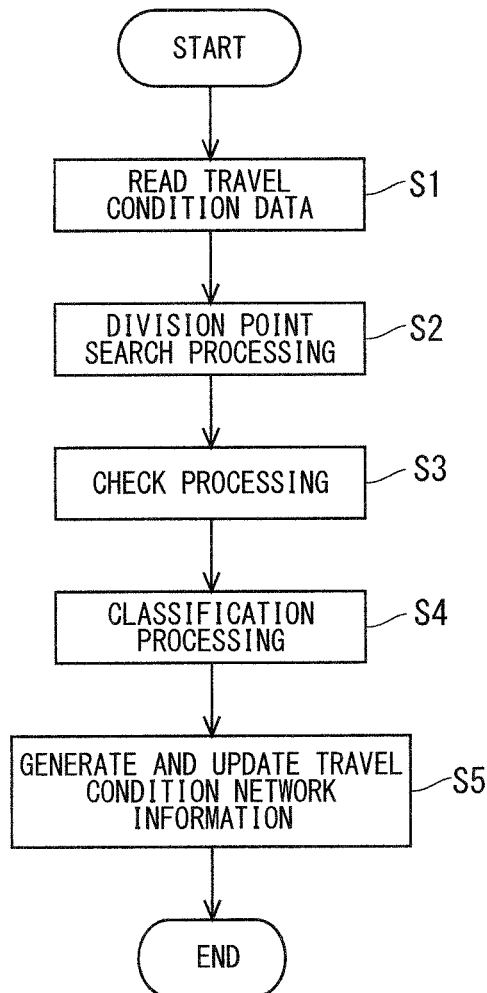 START
READ TRAVEL
CONDITION DATA
S1
DIVISION POINT
SEARCH PROCESSING
S2
CHECK PROCESSING
S3
CLASSIFICATION
PROCESSING
S4
GENERATE AND UPDATE TRAVEL
CONDITION NETWORK
INFORMATION
S5
END